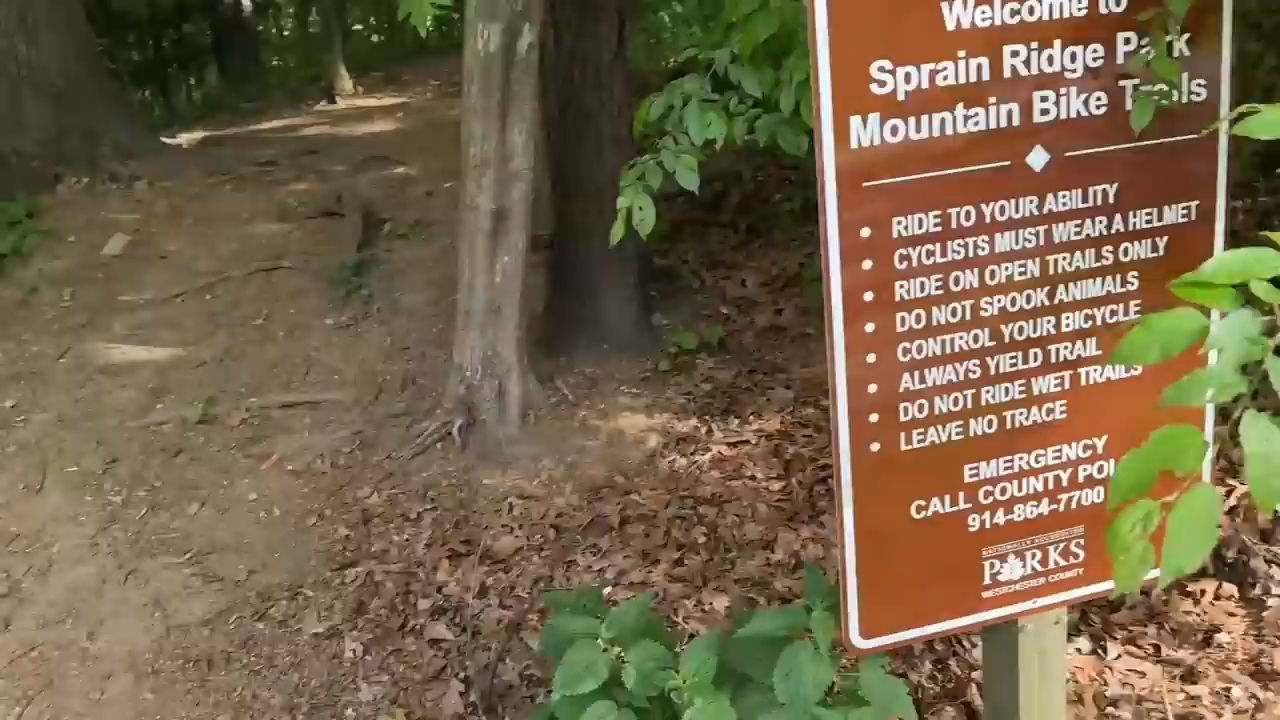 Welcome to
Sprain Ridge Park
Mountain Bike Trails
• RIDE TO YOUR ABILITY
• CYCLISTS MUST WEAR A HELMET
• RIDE ON OPEN TRAILS ONLY
• DO NOT SPOOK ANIMALS
• CONTROL YOUR BICYCLE
• ALWAYS YIELD TRAIL
• DO NOT RIDE WET TRAILS
• LEAVE NO TRACE
EMERGENCY
CALL COUNTY
914-864-7700
NATIONALLY ACCREDITED
PARKS
WESTCHESTER COUNTY